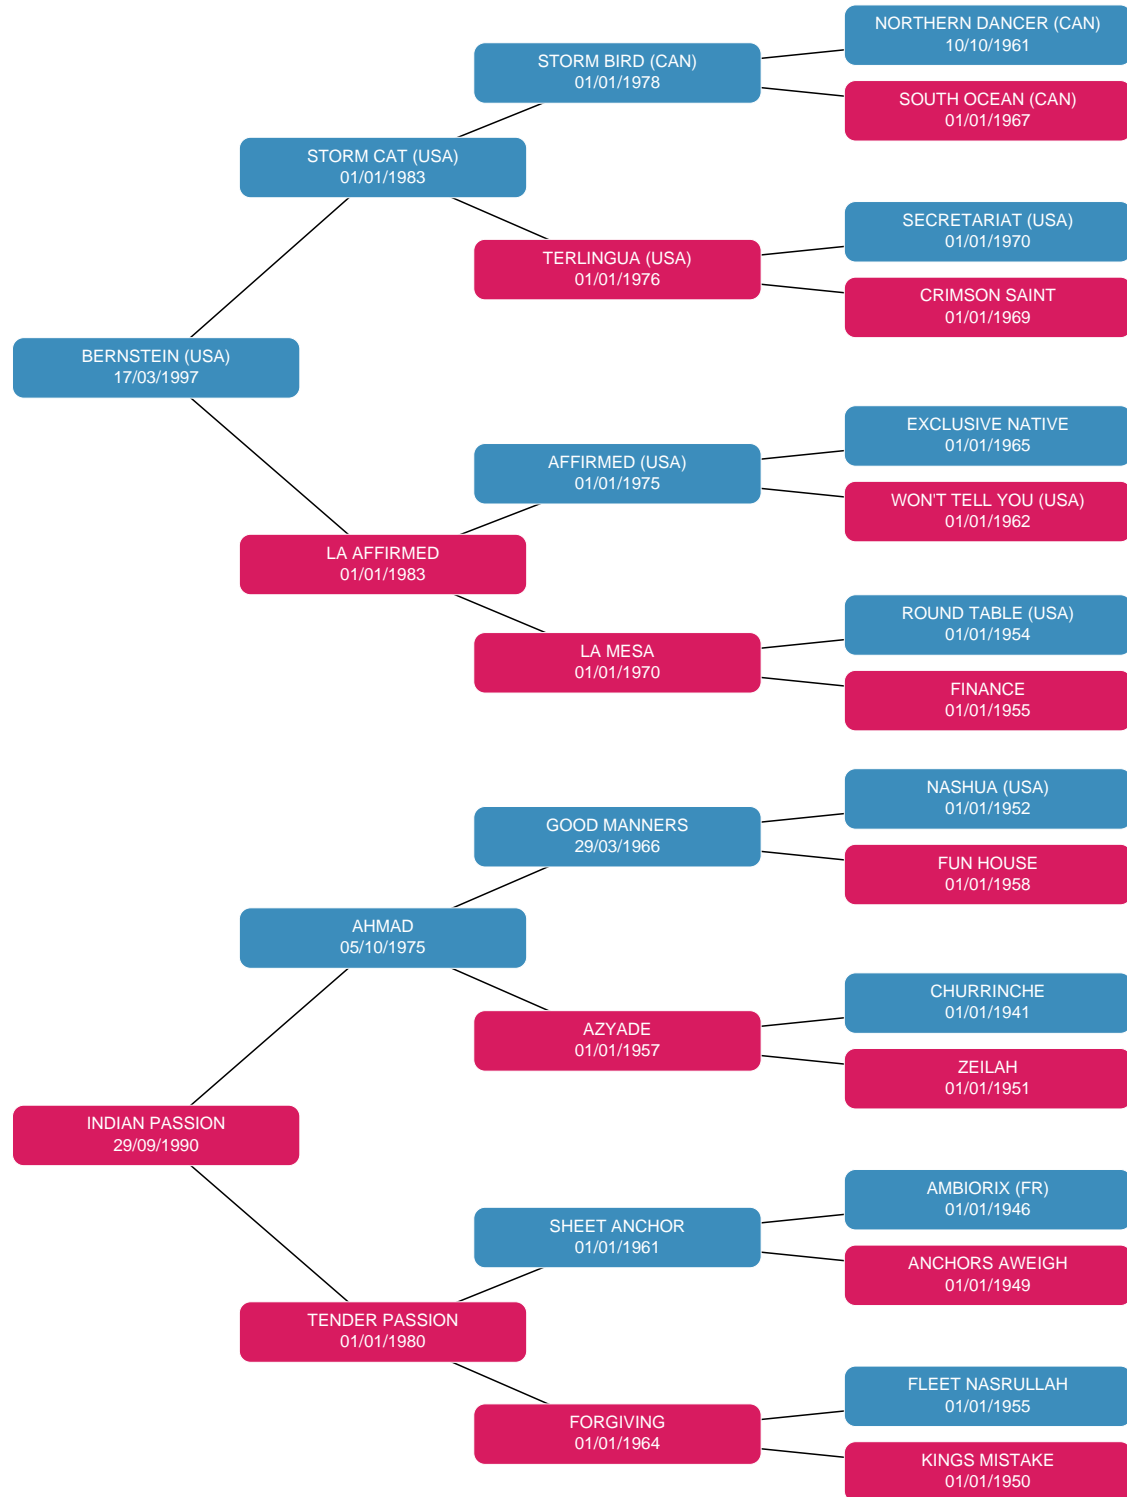 NORTHERN DANCER (CAN)
10/10/1961
STORM BIRD (CAN)
01/01/1978
SOUTH OCEAN (CAN)
01/01/1967
STORM CAT (USA)
01/01/1983
SECRETARIAT (USA)
01/01/1970
TERLINGUA (USA)
01/01/1976
CRIMSON SAINT
01/01/1969
BERNSTEIN (USA)
17/03/1997
EXCLUSIVE NATIVE
01/01/1965
AFFIRMED (USA)
01/01/1975
WON'T TELL YOU (USA)
01/01/1962
LA AFFIRMED
01/01/1983
ROUND TABLE (USA)
01/01/1954
LA MESA
01/01/1970
FINANCE
01/01/1955
NASHUA (USA)
01/01/1952
GOOD MANNERS
29/03/1966
FUN HOUSE
01/01/1958
AHMAD
05/10/1975
CHURRINCHE
01/01/1941
AZYADE
01/01/1957
ZEILAH
01/01/1951
INDIAN PASSION
29/09/1990
AMBIORIX (FR)
01/01/1946
SHEET ANCHOR
01/01/1961
ANCHORS AWEIGH
01/01/1949
TENDER PASSION
01/01/1980
FLEET NASRULLAH
01/01/1955
FORGIVING
01/01/1964
KINGS MISTAKE
01/01/1950